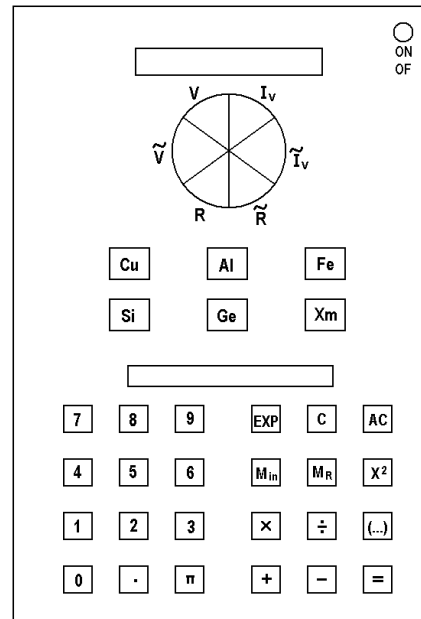 ON
OF
V I_V
Ṽ Ĩ_V
R R̃
Cu Al Fe
Si Ge Xm
7 8 9 EXP C AC
4 5 6 M_in M_R X²
1 2 3 × ÷ (...)
0 . π + − =